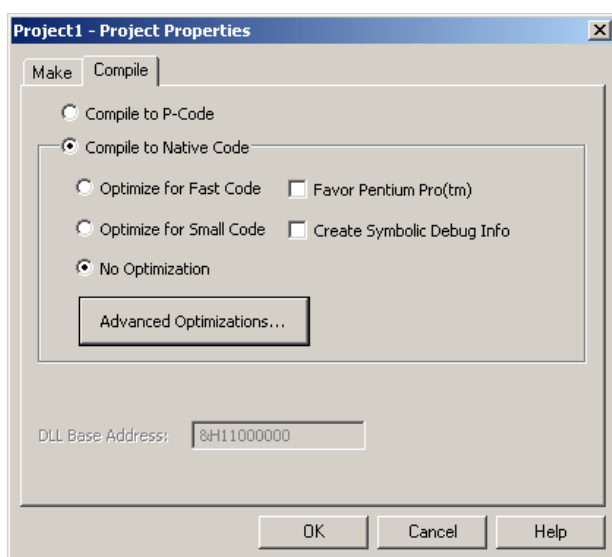 Project1 - Project Properties
Make Compile
Compile to P-Code
Compile to Native Code
Optimize for Fast Code Favor Pentium Pro(tm)
Optimize for Small Code Create Symbolic Debug Info
No Optimization
Advanced Optimizations...
DLL Base Address: &H11000000
OK Cancel Help